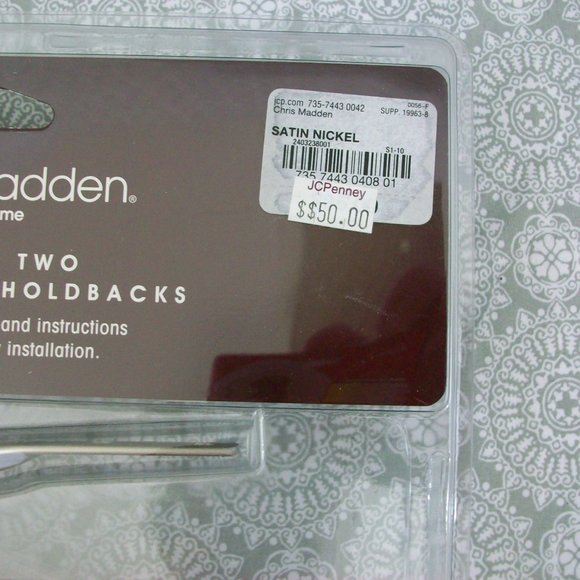 jcp.com 735-7443 0042 0056-F
Chris Madden SUPP. 19963-8
SATIN NICKEL
2403238001 S1-10
735 7443 0408 01
JCPenney
$$50.00
adden®
me
TWO
HOLDBACKS
and instructions
installation.